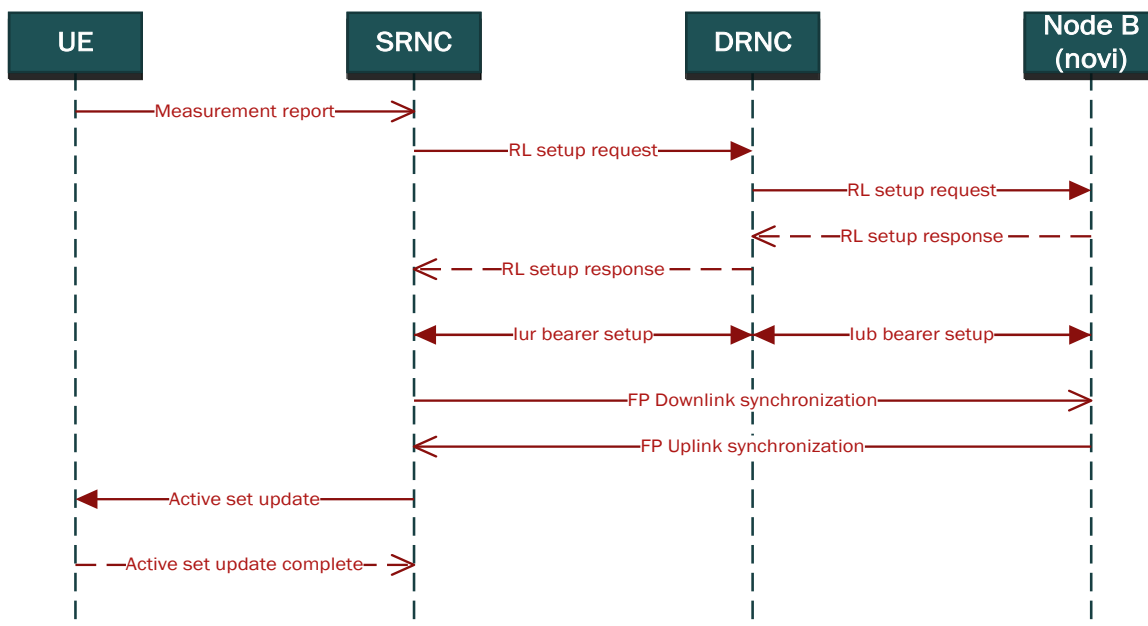 UE
SRNC
DRNC
Node B
(novi)
Measurement report
RL setup request
RL setup request
RL setup response
RL setup response
Iur bearer setup
Iub bearer setup
FP Downlink synchronization
FP Uplink synchronization
Active set update
Active set update complete